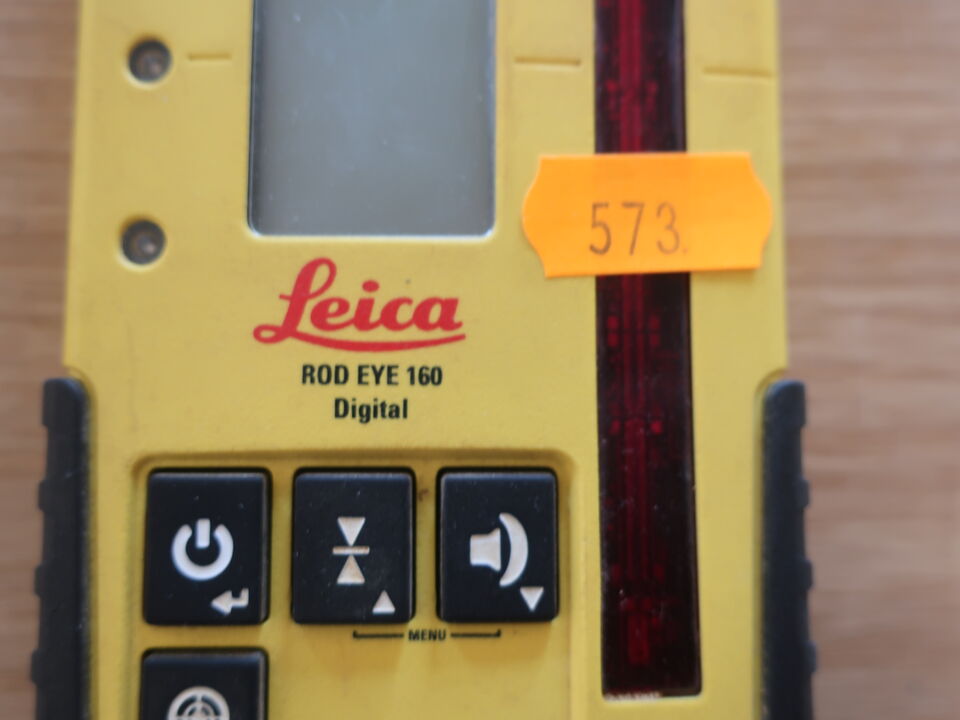 573.
Leica
ROD EYE 160
Digital
MENU